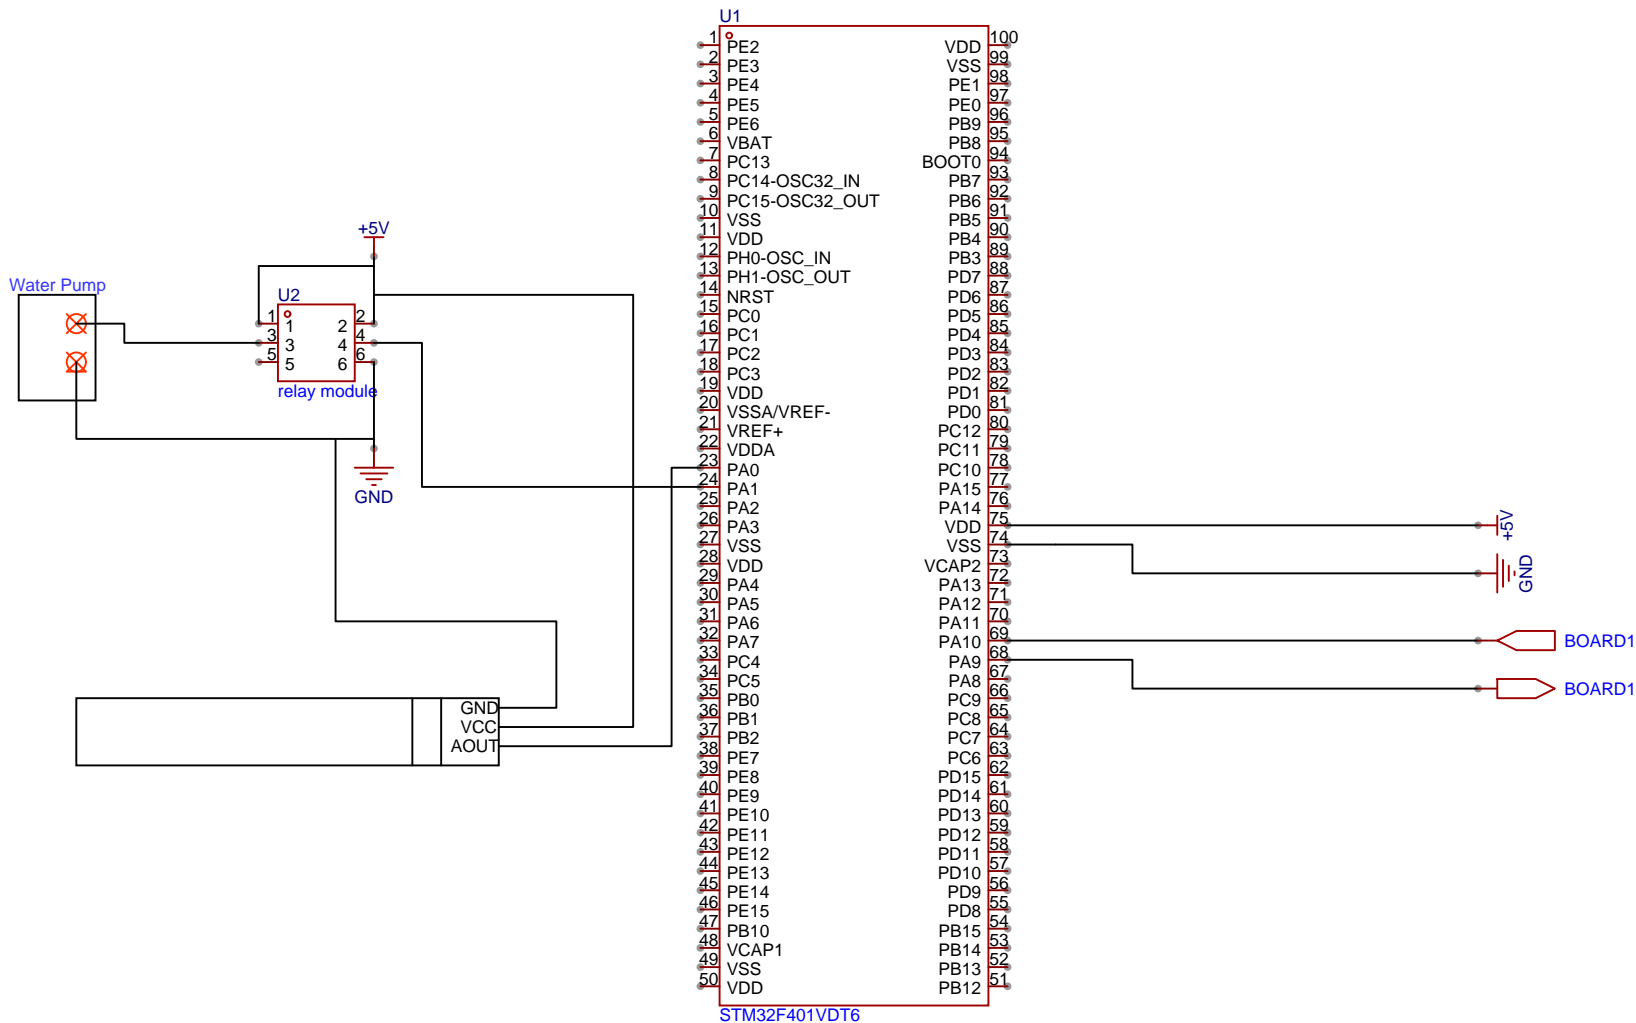 U1
1 PE2 VDD 100
2 PE3 VSS 99
3 PE4 PE1 98
4 PE5 PE0 97
5 PE6 PB9 96
6 VBAT PB8 95
7 PC13 BOOT0 94
8 PC14-OSC32_IN PB7 93
9 PC15-OSC32_OUT PB6 92
10 VSS PB5 91
11 VDD PB4 90
12 PH0-OSC_IN PB3 89
13 PH1-OSC_OUT PD7 88
14 NRST PD6 87
15 PC0 PD5 86
16 PC1 PD4 85
17 PC2 PD3 84
18 PC3 PD2 83
19 VDD PD1 82
20 VSSA/VREF- PD0 81
21 VREF+ PC12 80
22 VDDA PC11 79
23 PA0 PC10 78
24 PA1 PA15 77
25 PA2 PA14 76
26 PA3 VDD 75
27 VSS VSS 74
28 VDD VCAP2 73
29 PA4 PA13 72
30 PA5 PA12 71
31 PA6 PA11 70
32 PA7 PA10 69
33 PC4 PA9 68
34 PC5 PA8 67
35 PB0 PC9 66
36 PB1 PC8 65
37 PB2 PC7 64
38 PE7 PC6 63
39 PE8 PD15 62
40 PE9 PD14 61
41 PE10 PD13 60
42 PE11 PD12 59
43 PE12 PD11 58
44 PE13 PD10 57
45 PE14 PD9 56
46 PE15 PD8 55
47 PB10 PB15 54
48 VCAP1 PB14 53
49 VSS PB13 52
50 VDD PB12 51
STM32F401VDT6
+5V
Water Pump
U2
1 1 2 2
3 3 4 4
5 5 6 6
relay module
GND
GND
VCC
AOUT
+5V
GND
BOARD1
BOARD1